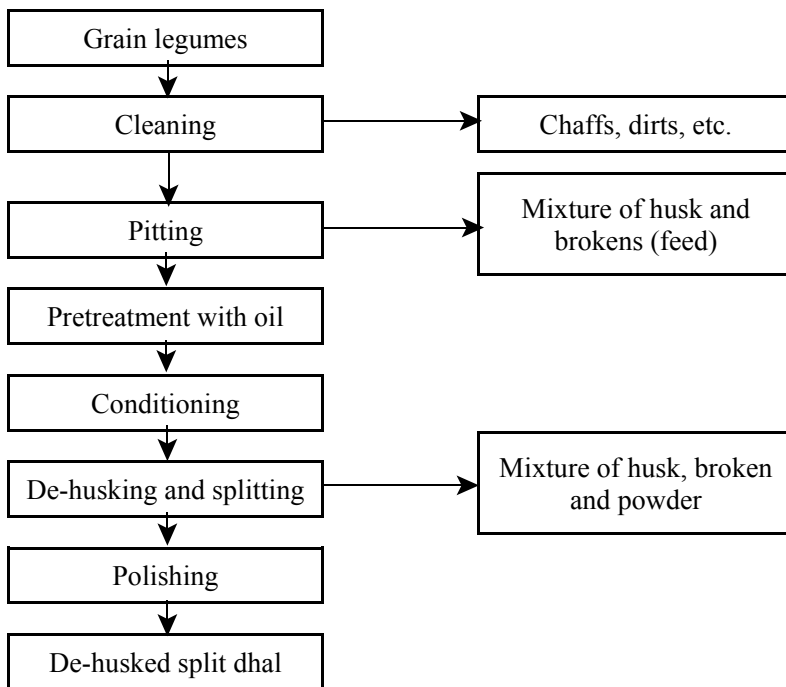 Grain legumes
Cleaning
Chaffs, dirts, etc.
Pitting
Mixture of husk and
brokens (feed)
Pretreatment with oil
Conditioning
De-husking and splitting
Mixture of husk, broken
and powder
Polishing
De-husked split dhal